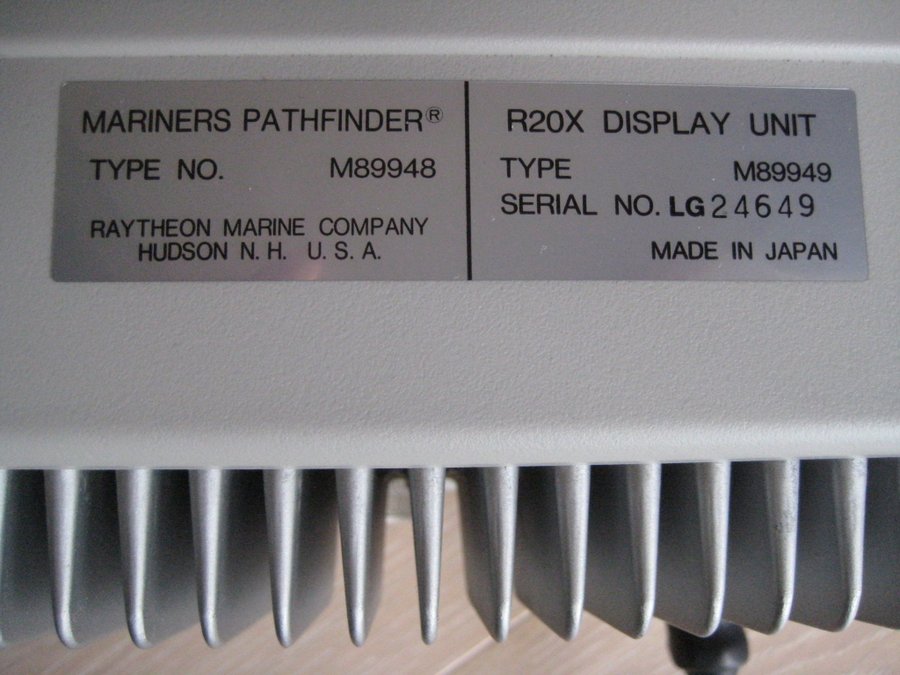 MARINERS PATHFINDER®
TYPE NO. M89948
RAYTHEON MARINE COMPANY
HUDSON N. H. U. S. A.
R20X DISPLAY UNIT
TYPE M89949
SERIAL NO. LG24649
MADE IN JAPAN